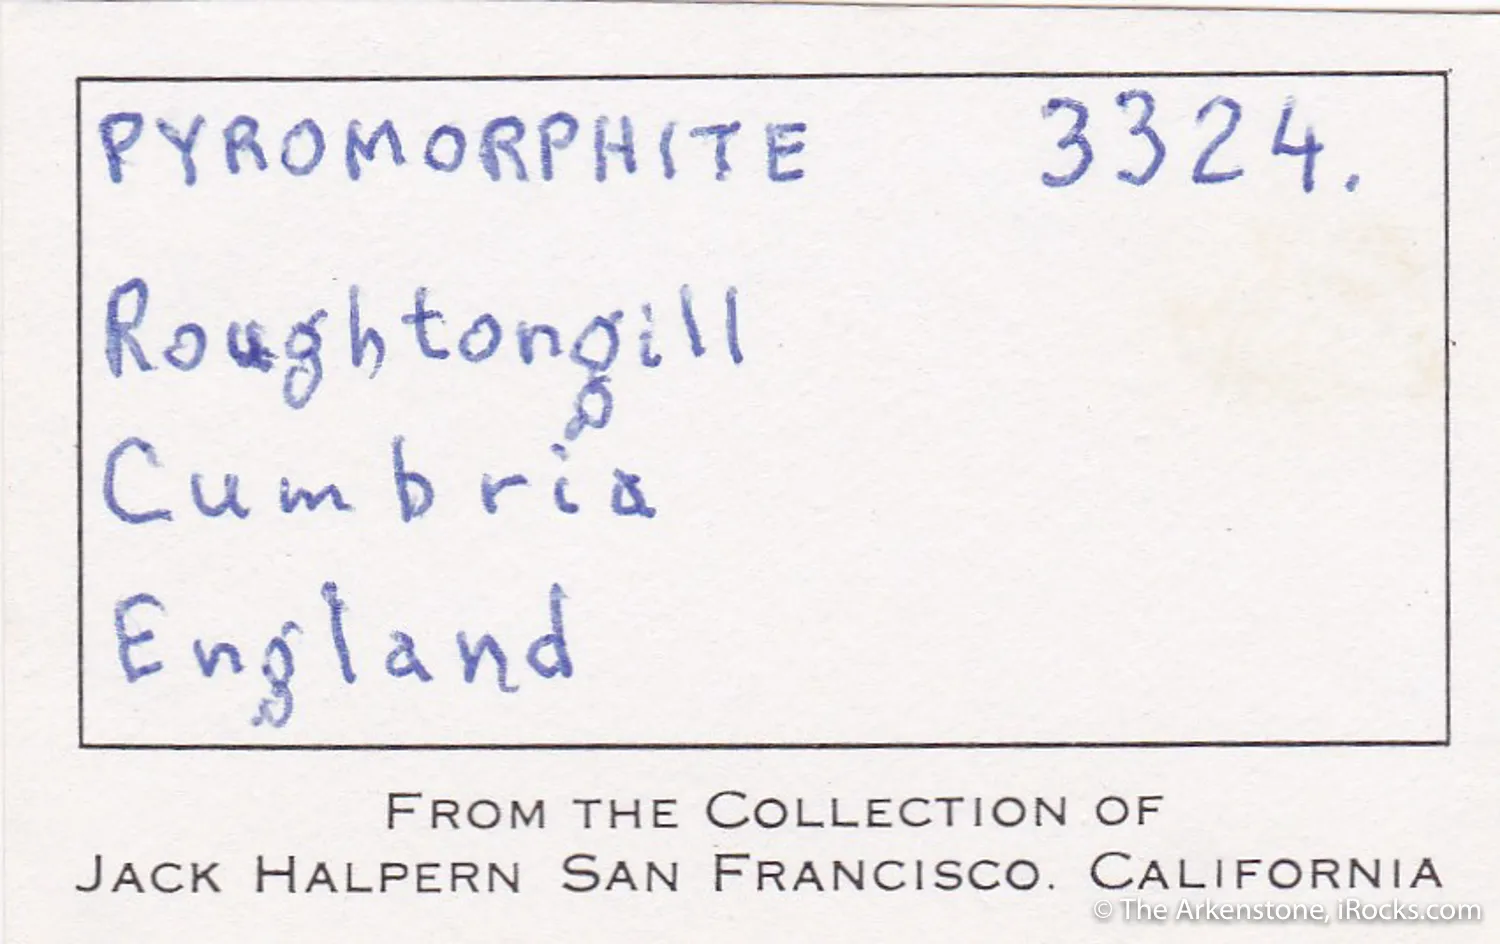 PYROMORPHITE 3324.
Roughtongill
Cumbria
England
FROM THE COLLECTION OF
JACK HALPERN SAN FRANCISCO. CALIFORNIA
© The Arkenstone, iRocks.com